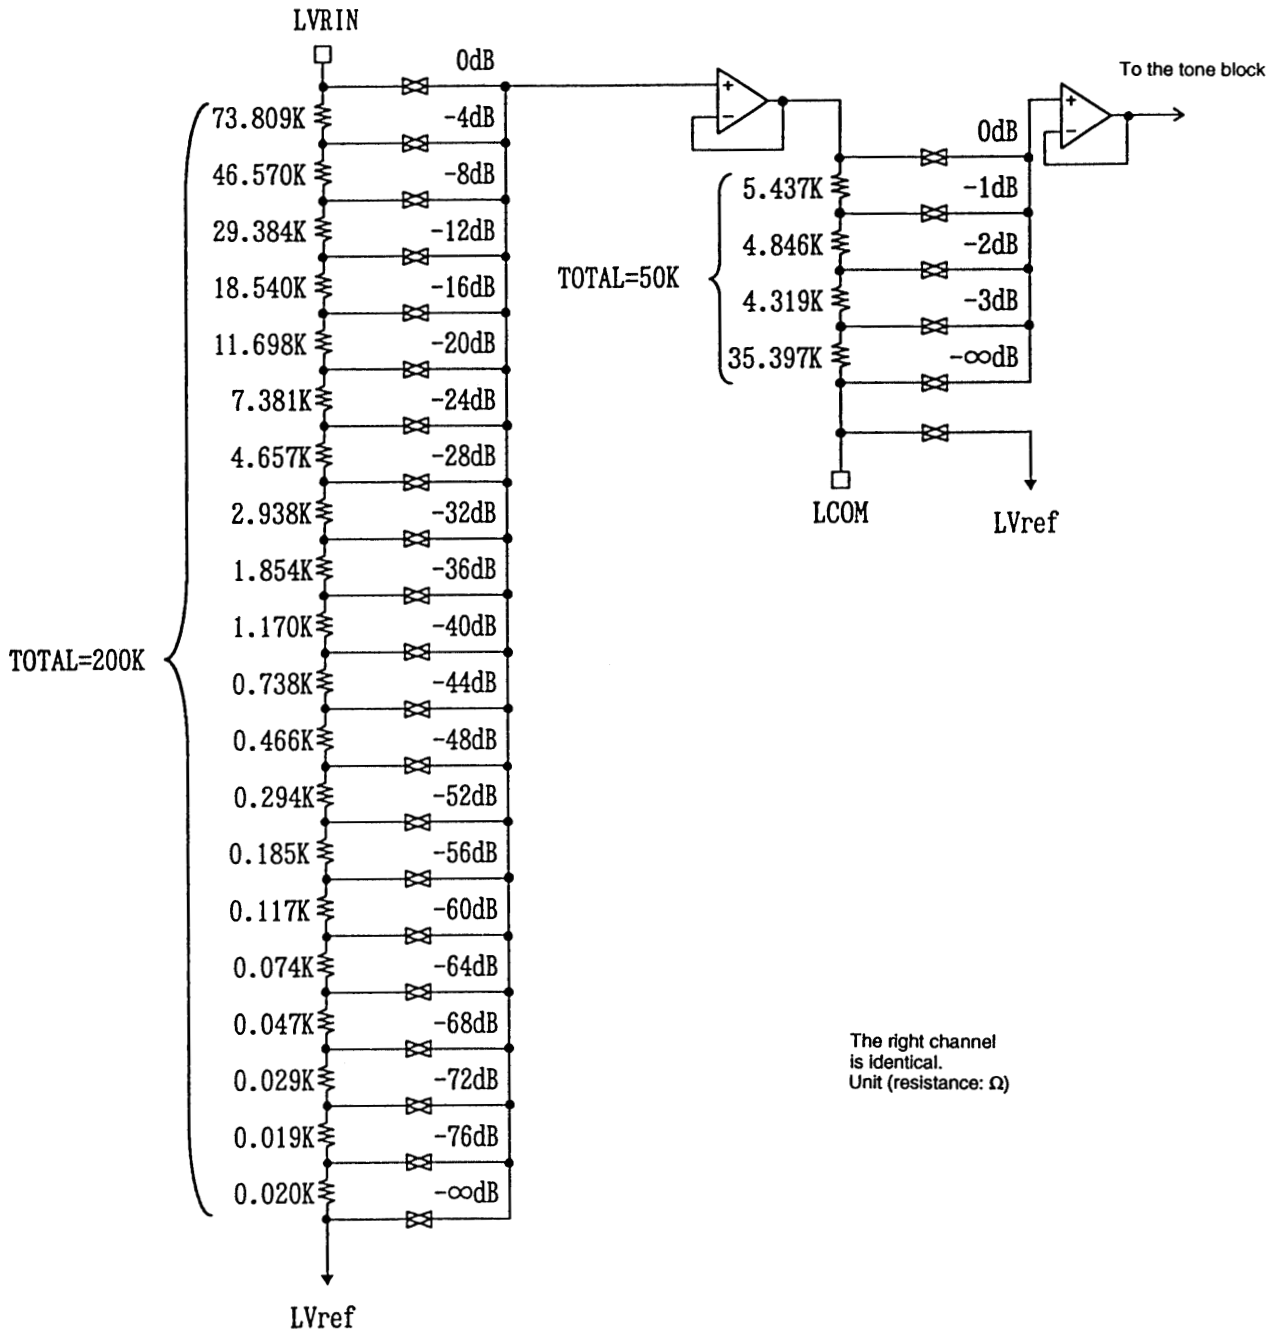 LVRIN
0dB
73.809K
-4dB
46.570K
-8dB
29.384K
-12dB
18.540K
-16dB
11.698K
-20dB
7.381K
-24dB
4.657K
-28dB
2.938K
-32dB
1.854K
-36dB
1.170K
-40dB
0.738K
-44dB
0.466K
-48dB
0.294K
-52dB
0.185K
-56dB
0.117K
-60dB
0.074K
-64dB
0.047K
-68dB
0.029K
-72dB
0.019K
-76dB
0.020K
-∞dB
TOTAL=200K
LVref
+
-
To the tone block
+
-
0dB
5.437K
-1dB
4.846K
-2dB
4.319K
-3dB
35.397K
-∞dB
TOTAL=50K
LCOM
LVref
The right channel
is identical.
Unit (resistance: Ω)